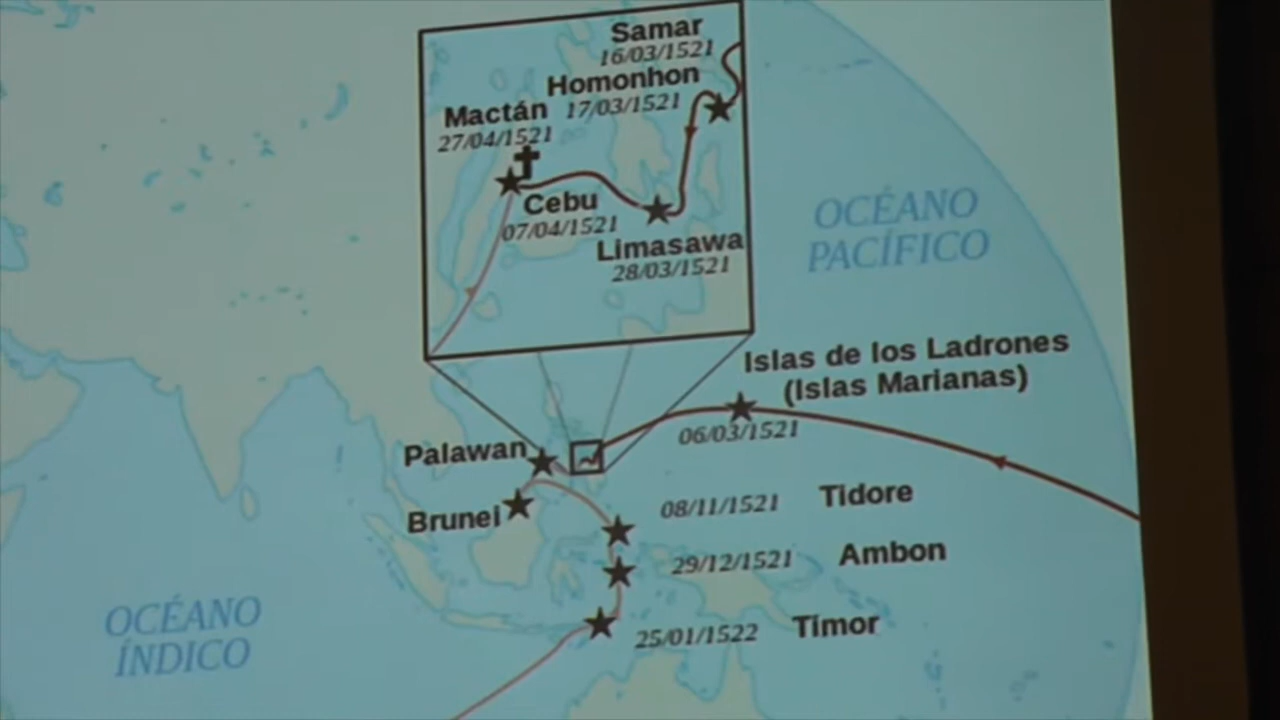 Samar
16/03/1521
Homonhon
17/03/1521
Mactán
27/04/1521
Cebu
07/04/1521
Limasawa
28/03/1521
OCÉANO
PACÍFICO
Islas de los Ladrones
(Islas Marianas)
06/03/1521
Palawan
Brunei
08/11/1521 Tidore
29/12/1521 Ambon
25/01/1522 Timor
OCÉANO
ÍNDICO